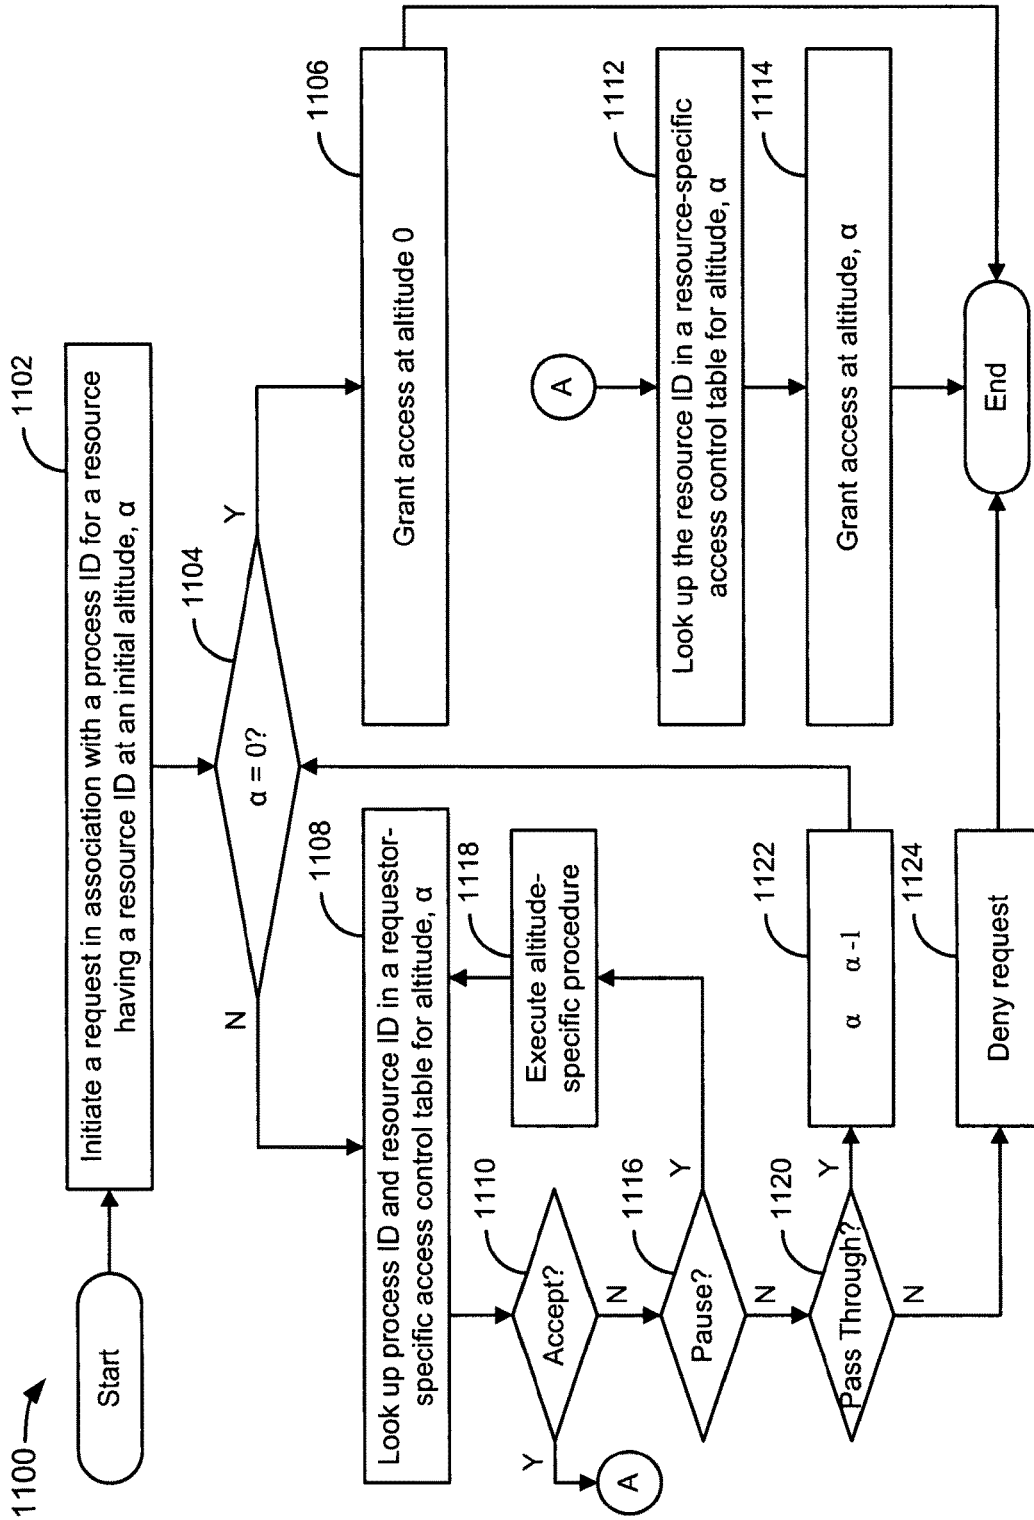 1100
Start
1102
Initiate a request in association with a process ID for a resource
having a resource ID at an initial altitude, α
1104
α = 0?
N
Y
1106
Grant access at altitude 0
1108
Look up process ID and resource ID in a requestor-
specific access control table for altitude, α
1110
Accept?
Y
N
A
1118
Execute altitude-
specific procedure
1116
Pause?
Y
N
1120
Pass Through?
Y
N
1122
α α -1
1124
Deny request
A
1112
Look up the resource ID in a resource-specific
access control table for altitude, α
1114
Grant access at altitude, α
End